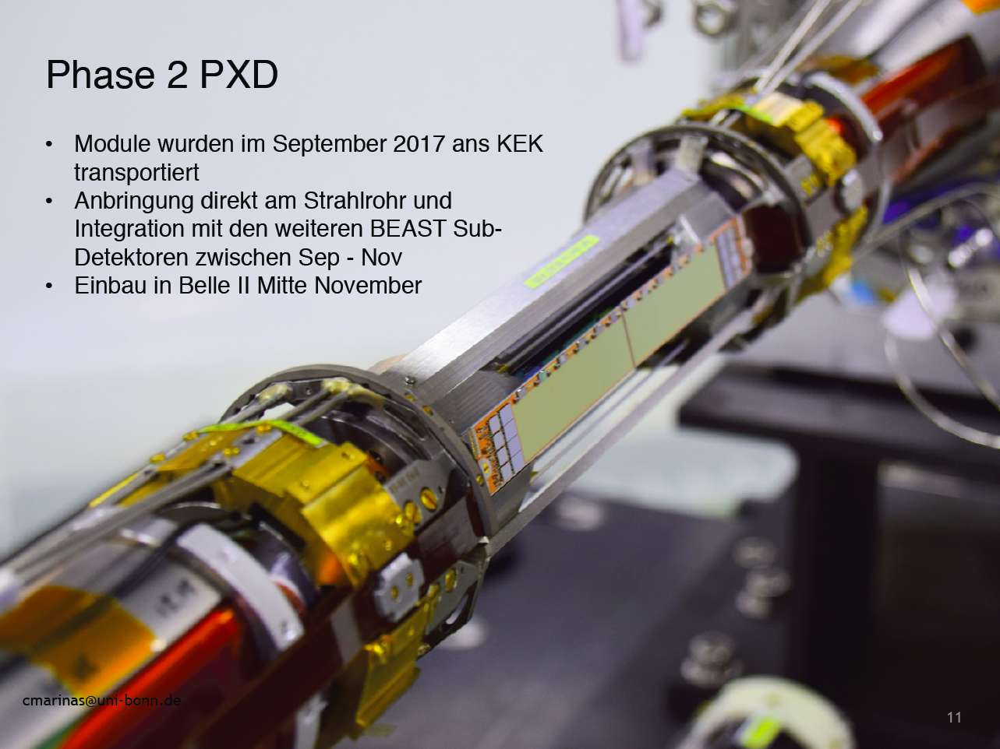 Phase 2 PXD
• Module wurden im September 2017 ans KEK
transportiert
• Anbringung direkt am Strahlrohr und
Integration mit den weiteren BEAST Sub-
Detektoren zwischen Sep - Nov
• Einbau in Belle II Mitte November
cmarinas@uni-bonn.de
11